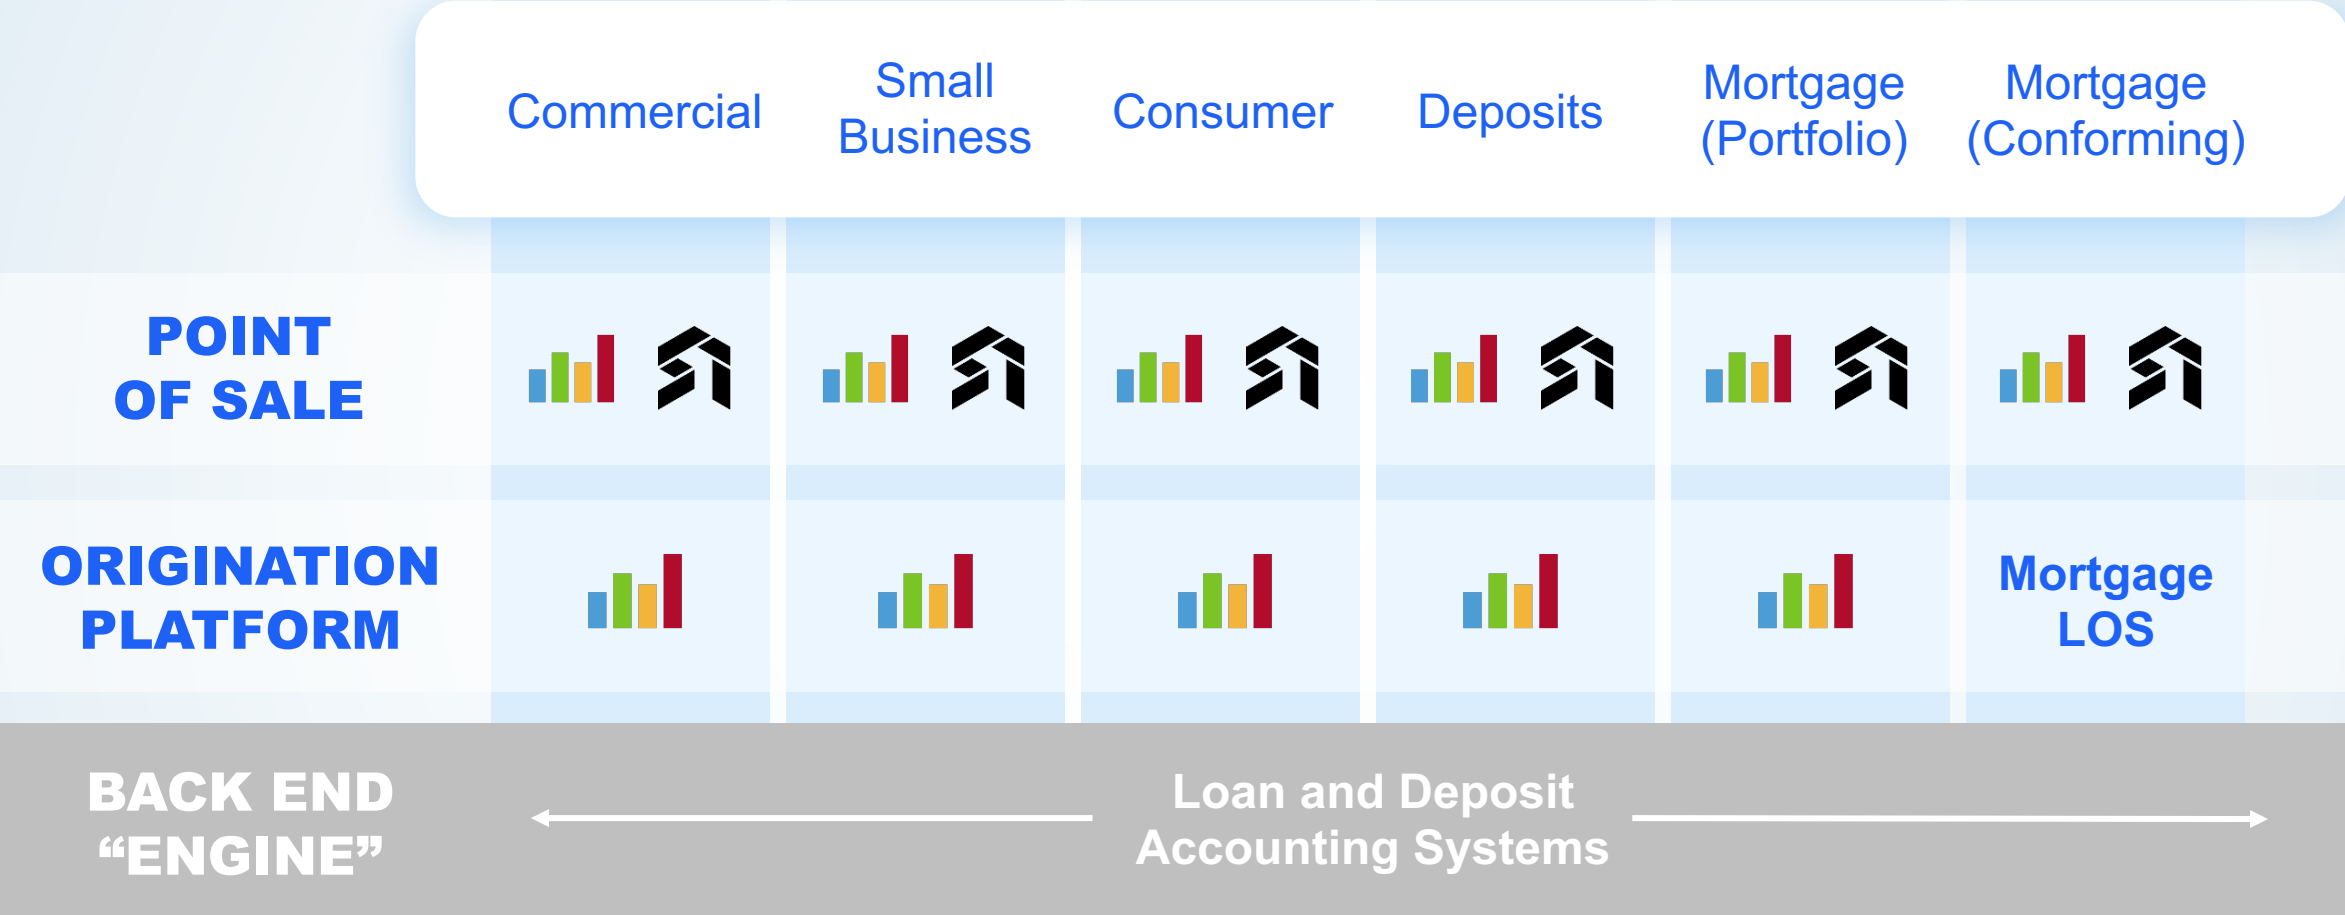 Commercial
Small
Business
Consumer
Deposits
Mortgage
(Portfolio)
Mortgage
(Conforming)
POINT
OF SALE
ORIGINATION
PLATFORM
Mortgage
LOS
BACK END
“ENGINE”
Loan and Deposit
Accounting Systems